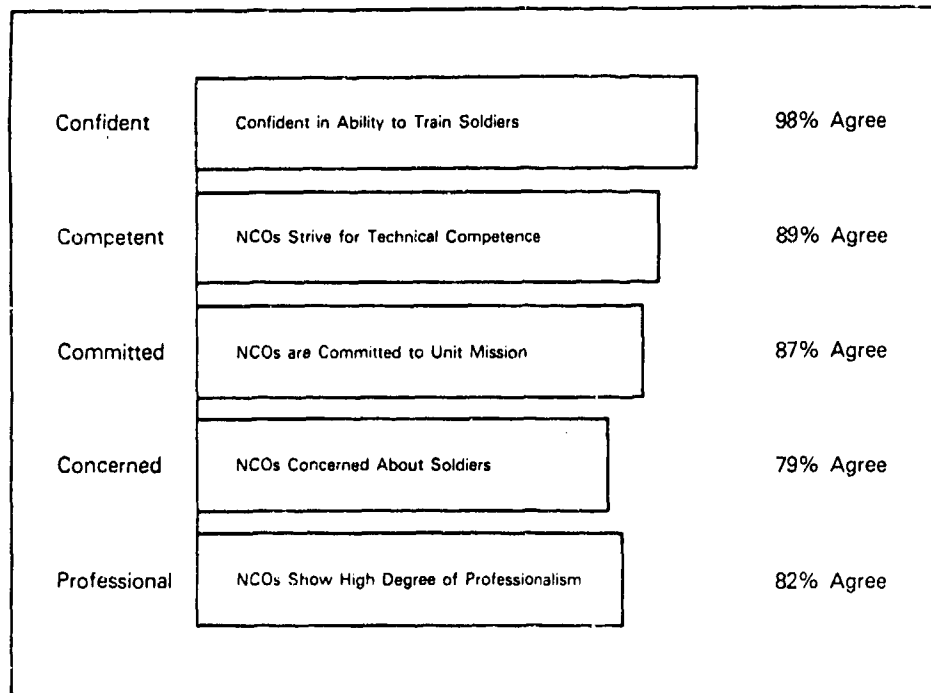 Confident Confident in Ability to Train Soldiers 98% Agree
Competent NCOs Strive for Technical Competence 89% Agree
Committed NCOs are Committed to Unit Mission 87% Agree
Concerned NCOs Concerned About Soldiers 79% Agree
Professional NCOs Show High Degree of Professionalism 82% Agree